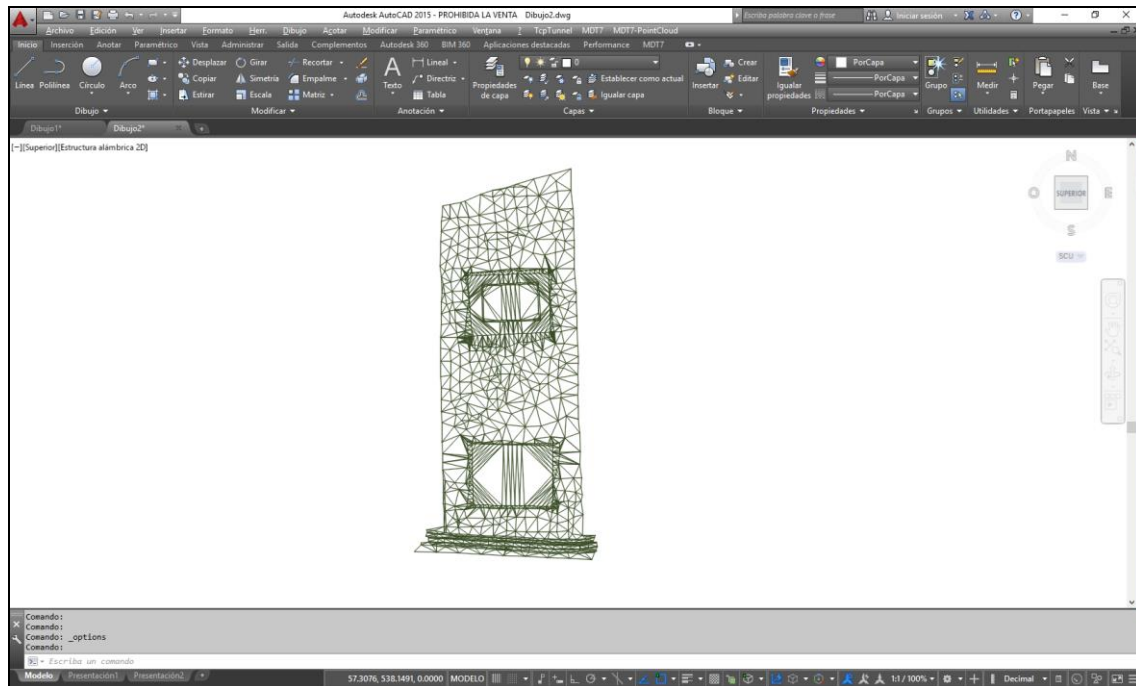 Autodesk AutoCAD 2015 - PROHIBIDA LA VENTA Dibujo2.dwg
Escriba palabra clave o frase
Iniciar sesión
Archivo Edición Ver Insertar Formato Herr. Dibujo Acotar Modificar Paramétrico Ventana ? TcpTunnel MDT7 MDT7-PointCloud
Inicio Inserción Anotar Paramétrico Vista Administrar Salida Complementos Autodesk 360 BIM 360 Aplicaciones destacadas Performance MDT7
Línea Polilínea Círculo Arco
Desplazar Girar Recortar
Copiar Simetría Empalme
Estirar Escala Matriz
Texto
Lineal
Directriz
Tabla
Propiedades de capa
0
Establecer como actual
Igualar capa
Insertar
Crear
Editar
Igualar propiedades
PorCapa
PorCapa
PorCapa
Grupo
Medir
Pegar
Base
Dibujo Modificar Anotación Capas Bloque Propiedades Grupos Utilidades Portapapeles Vista
Dibujo1* Dibujo2*
[−][Superior][Estructura alámbrica 2D]
N
O SUPERIOR E
S
SCU
Comando:
Comando:
Comando: _options
Comando:
Escriba un comando
Modelo Presentación1 Presentación2
57.3076, 538.1491, 0.0000 MODELO 1:1 / 100% Decimal